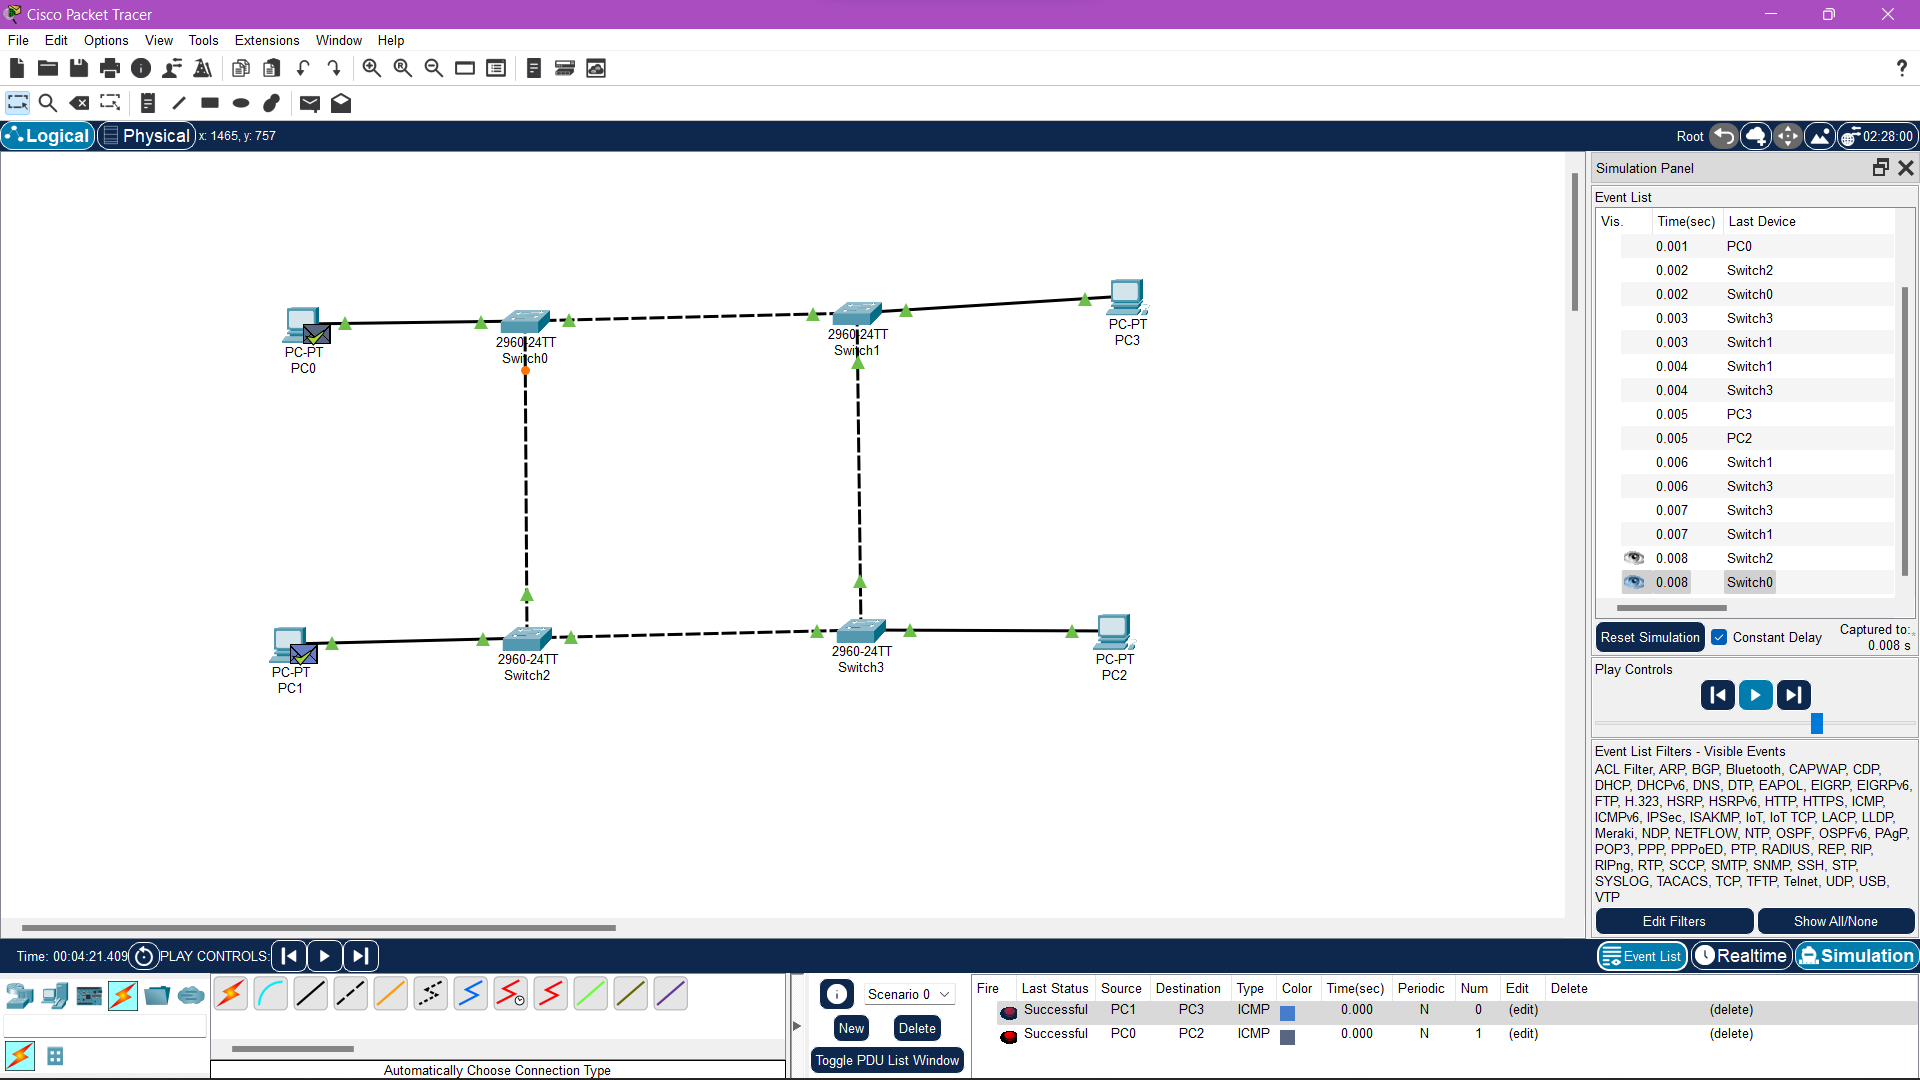 Cisco Packet Tracer
File Edit Options View Tools Extensions Window Help
?
Logical Physical x: 1465, y: 757 Root 02:28:00
Simulation Panel
Event List
Vis. Time(sec) Last Device
0.001 PC0
0.002 Switch2
0.002 Switch0
0.003 Switch3
0.003 Switch1
0.004 Switch1
0.004 Switch3
0.005 PC3
0.005 PC2
0.006 Switch1
0.006 Switch3
0.007 Switch3
0.007 Switch1
0.008 Switch2
0.008 Switch0
Reset Simulation Constant Delay Captured to:
0.008 s
Play Controls
Event List Filters - Visible Events
ACL Filter, ARP, BGP, Bluetooth, CAPWAP, CDP,
DHCP, DHCPv6, DNS, DTP, EAPOL, EIGRP, EIGRPv6,
FTP, H.323, HSRP, HSRPv6, HTTP, HTTPS, ICMP,
ICMPv6, IPSec, ISAKMP, IoT, IoT TCP, LACP, LLDP,
Meraki, NDP, NETFLOW, NTP, OSPF, OSPFv6, PAgP,
POP3, PPP, PPPoED, PTP, RADIUS, REP, RIP,
RIPng, RTP, SCCP, SMTP, SNMP, SSH, STP,
SYSLOG, TACACS, TCP, TFTP, Telnet, UDP, USB,
VTP
Edit Filters Show All/None
PC-PT
PC0
2960-24TT
Switch0
2960-24TT
Switch1
PC-PT
PC3
PC-PT
PC1
2960-24TT
Switch2
2960-24TT
Switch3
PC-PT
PC2
Time: 00:04:21.409 PLAY CONTROLS: Event List Realtime Simulation
Automatically Choose Connection Type
Scenario 0
New Delete
Toggle PDU List Window
Fire Last Status Source Destination Type Color Time(sec) Periodic Num Edit Delete
Successful PC1 PC3 ICMP 0.000 N 0 (edit) (delete)
Successful PC0 PC2 ICMP 0.000 N 1 (edit) (delete)